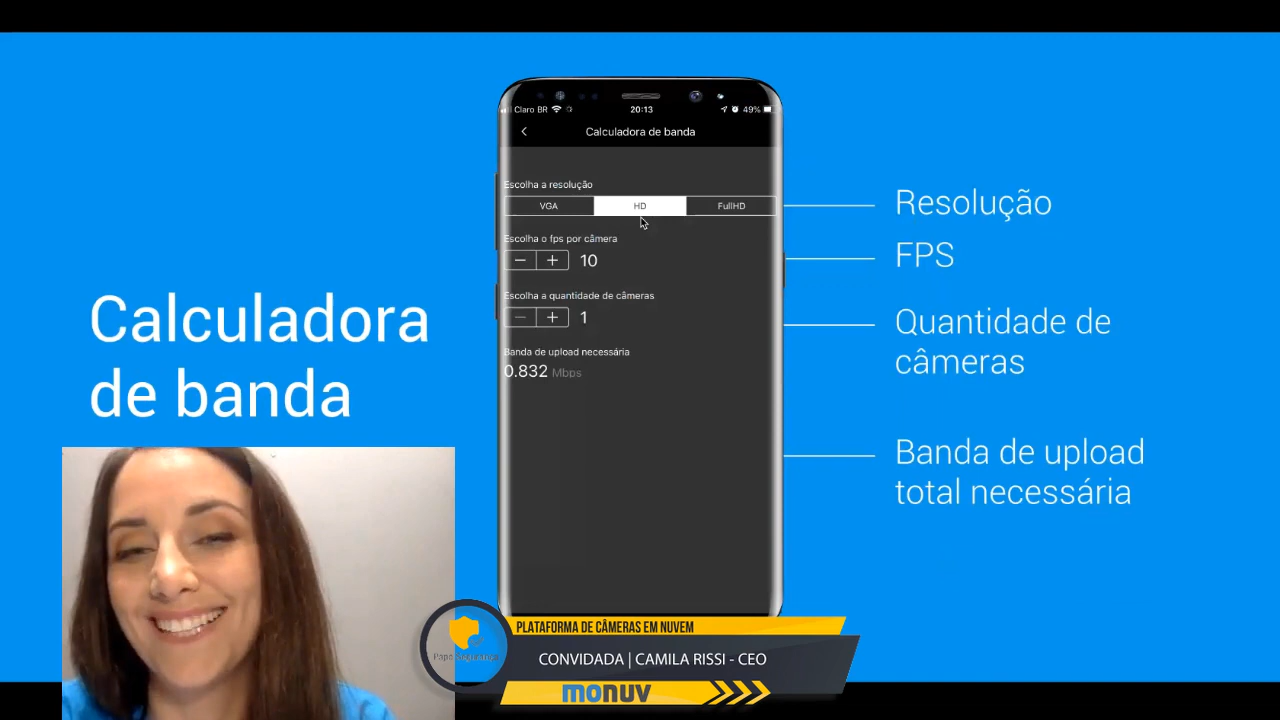 Calculadora
de banda
Claro BR
20:13
49%
Calculadora de banda
Escolha a resolução
VGA
HD
FullHD
Escolha o fps por câmera
10
Escolha a quantidade de câmeras
1
Banda de upload necessária
0.832 Mbps
Resolução
FPS
Quantidade de
câmeras
Banda de upload
total necessária
PLATAFORMA DE CÂMERAS EM NUVEM
CONVIDADA | CAMILA RISSI - CEO
monuv